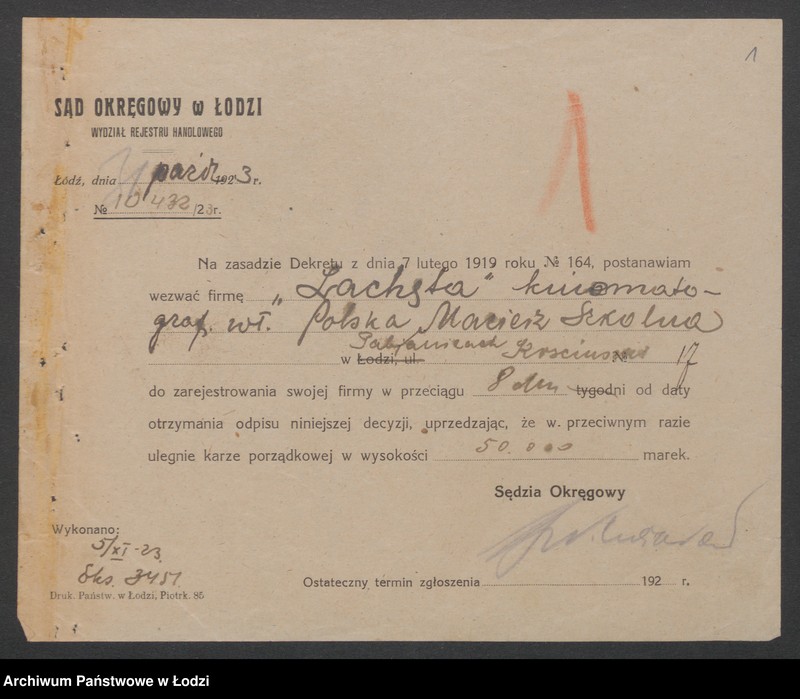 1
SĄD OKRĘGOWY w ŁODZI
WYDZIAŁ REJESTRU HANDLOWEGO
1
Łódź, dnia paźdz 1923 r.
№ 10432/23 r.
Na zasadzie Dekretu z dnia 7 lutego 1919 roku № 164, postanawiam
wezwać firmę „Zachęta" kinemato-
graf. wł. Polska Macierz Szkolna
w Łodzi, ul. Pabjanicach Kościuszki № 17
do zarejestrowania swojej firmy w przeciągu 8 dni tygodni od daty
otrzymania odpisu niniejszej decyzji, uprzedzając, że w przeciwnym razie
ulegnie karze porządkowej w wysokości 50.000 marek.
Sędzia Okręgowy
Wykonano:
5/XI-23
Eks. 3451
Ostateczny termin zgłoszenia 192 r.
Druk. Państw. w Łodzi, Piotrk. 85
Archiwum Państwowe w Łodzi